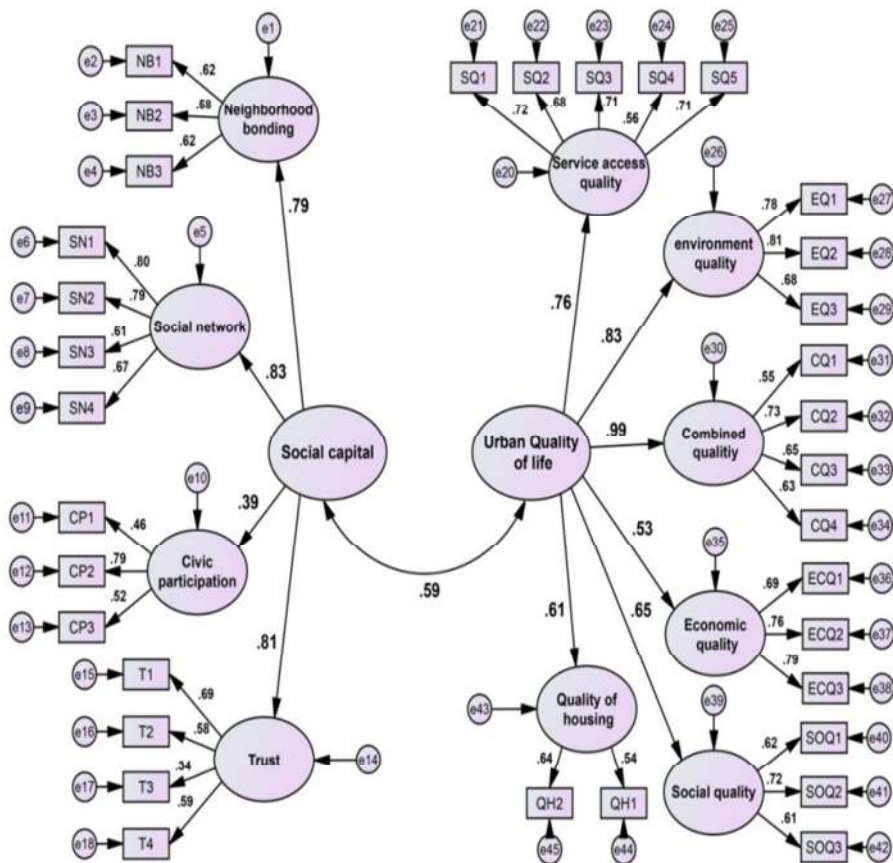 e1
e2
NB1
.62
e3
NB2
.58
Neighborhood
bonding
e4
NB3
.62
.79
e5
e6
SN1
.80
e7
SN2
.79
Social network
e8
SN3
.61
e9
SN4
.67
.83
Social capital
e10
.39
e11
CP1
.46
e12
CP2
.79
Civic
participation
e13
CP3
.52
.81
e15
T1
.69
e16
T2
.58
Trust
e14
e17
T3
.34
e18
T4
.59
.59
e21
e22
e23
e24
e25
SQ1
SQ2
SQ3
SQ4
SQ5
.72
.68
.71
.56
.71
e20
Service access
quality
.76
e26
.78
EQ1
e27
environment
quality
.81
EQ2
e28
.68
EQ3
e29
.83
e30
.55
CQ1
e31
Urban Quality
of life
.99
Combined
qualitiy
.73
CQ2
e32
.65
CQ3
e33
.63
CQ4
e34
.53
e35
.69
ECQ1
e36
Economic
quality
.76
ECQ2
e37
.79
ECQ3
e38
.65
e39
.62
SOQ1
e40
Social quality
.72
SOQ2
e41
.61
SOQ3
e42
.61
e43
Quality of
housing
.64
.54
QH2
QH1
e45
e44